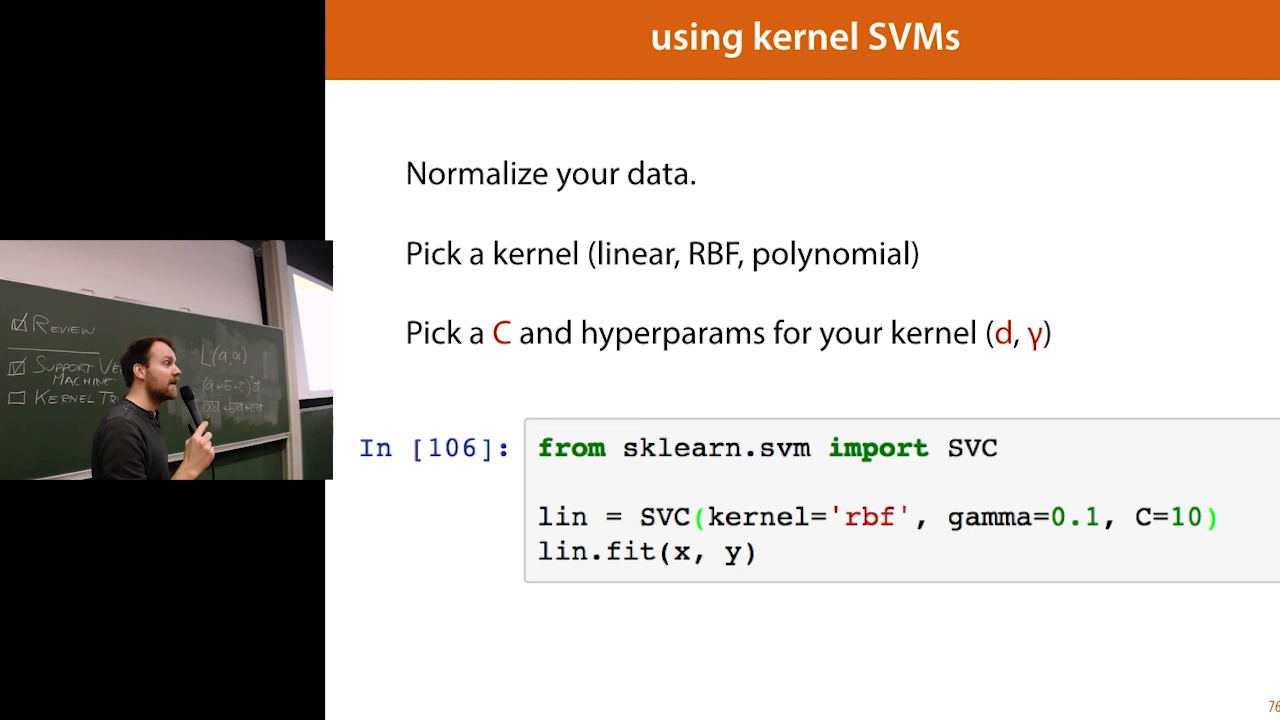 using kernel SVMs
Normalize your data.
Pick a kernel (linear, RBF, polynomial)
Pick a C and hyperparams for your kernel (d, γ)
In [106]:
from sklearn.svm import SVC
lin = SVC(kernel='rbf', gamma=0.1, C=10)
lin.fit(x, y)
76
REVIEW
SUPPORT VE
MACHINE
KERNEL TR
L(a,α)